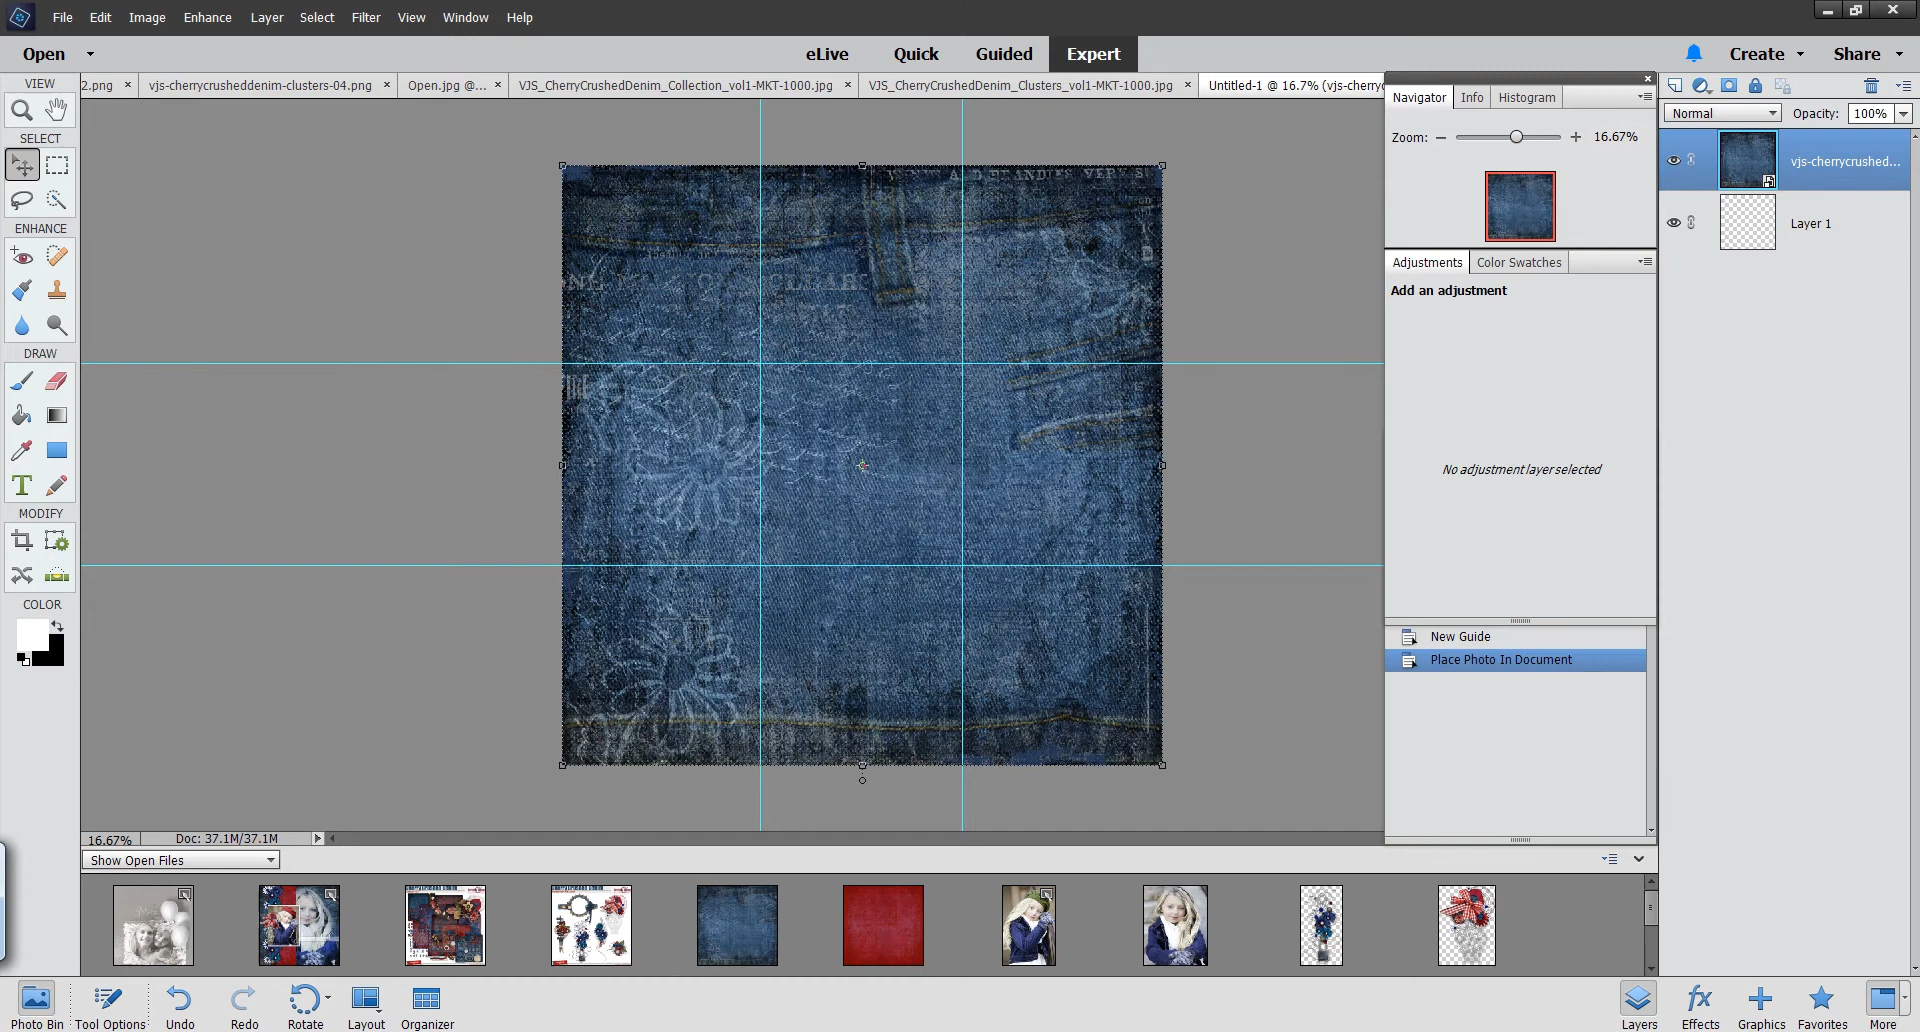 File Edit Image Enhance Layer Select Filter View Window Help
Open eLive Quick Guided Expert Create Share
2.png × vjs-cherrycrusheddenim-clusters-04.png × Open.jpg @... × VJS_CherryCrushedDenim_Collection_vol1-MKT-1000.jpg × VJS_CherryCrushedDenim_Clusters_vol1-MKT-1000.jpg × Untitled-1 @ 16.7% (vjs-cherryc
VIEW
SELECT
ENHANCE
DRAW
MODIFY
COLOR
Navigator Info Histogram
Zoom: 16.67%
Adjustments Color Swatches
Add an adjustment
No adjustment layer selected
New Guide
Place Photo In Document
Normal Opacity: 100%
vjs-cherrycrushed...
Layer 1
16.67% Doc: 37.1M/37.1M
Show Open Files
Photo Bin Tool Options Undo Redo Rotate Layout Organizer Layers Effects Graphics Favorites More